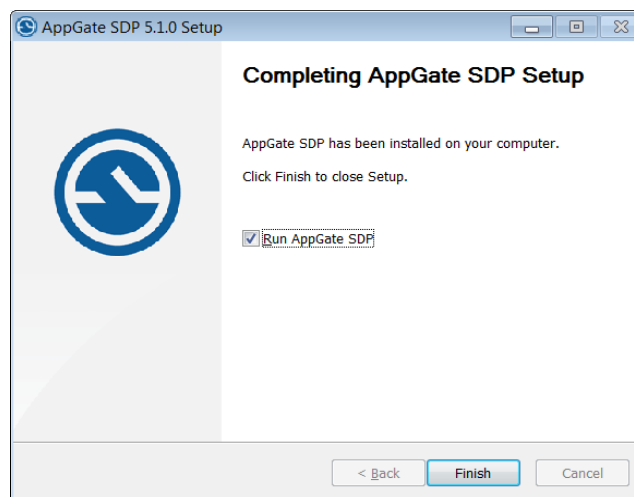 AppGate SDP 5.1.0 Setup
Completing AppGate SDP Setup
AppGate SDP has been installed on your computer.
Click Finish to close Setup.
Run AppGate SDP
< Back
Finish
Cancel